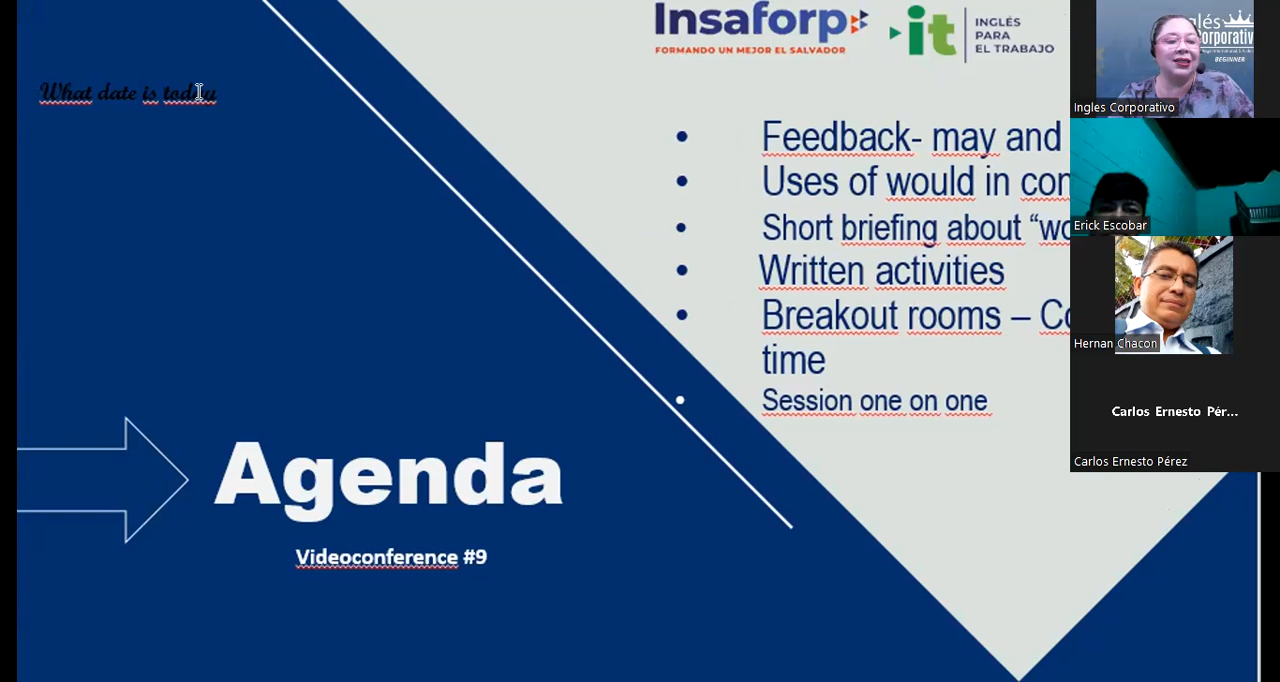 Insaforp
FORMANDO UN MEJOR EL SALVADOR
it
INGLÉS
PARA
EL TRABAJO
What date is today
• Feedback- may and
• Uses of would in con
• Short briefing about “wo
• Written activities
• Breakout rooms – Co
time
• Session one on one
Agenda
Videoconference #9
glés
Corporativ
BEGINNER
Ingles Corporativo
Erick Escobar
Hernan Chacon
Carlos Ernesto Pér...
Carlos Ernesto Pérez